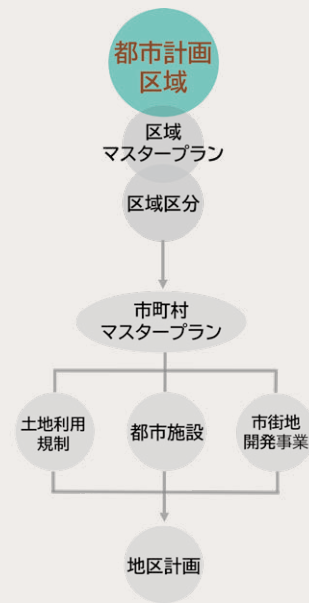 都市計画
区域
区域
マスタープラン
区域区分
市町村
マスタープラン
土地利用
規制
都市施設
市街地
開発事業
地区計画